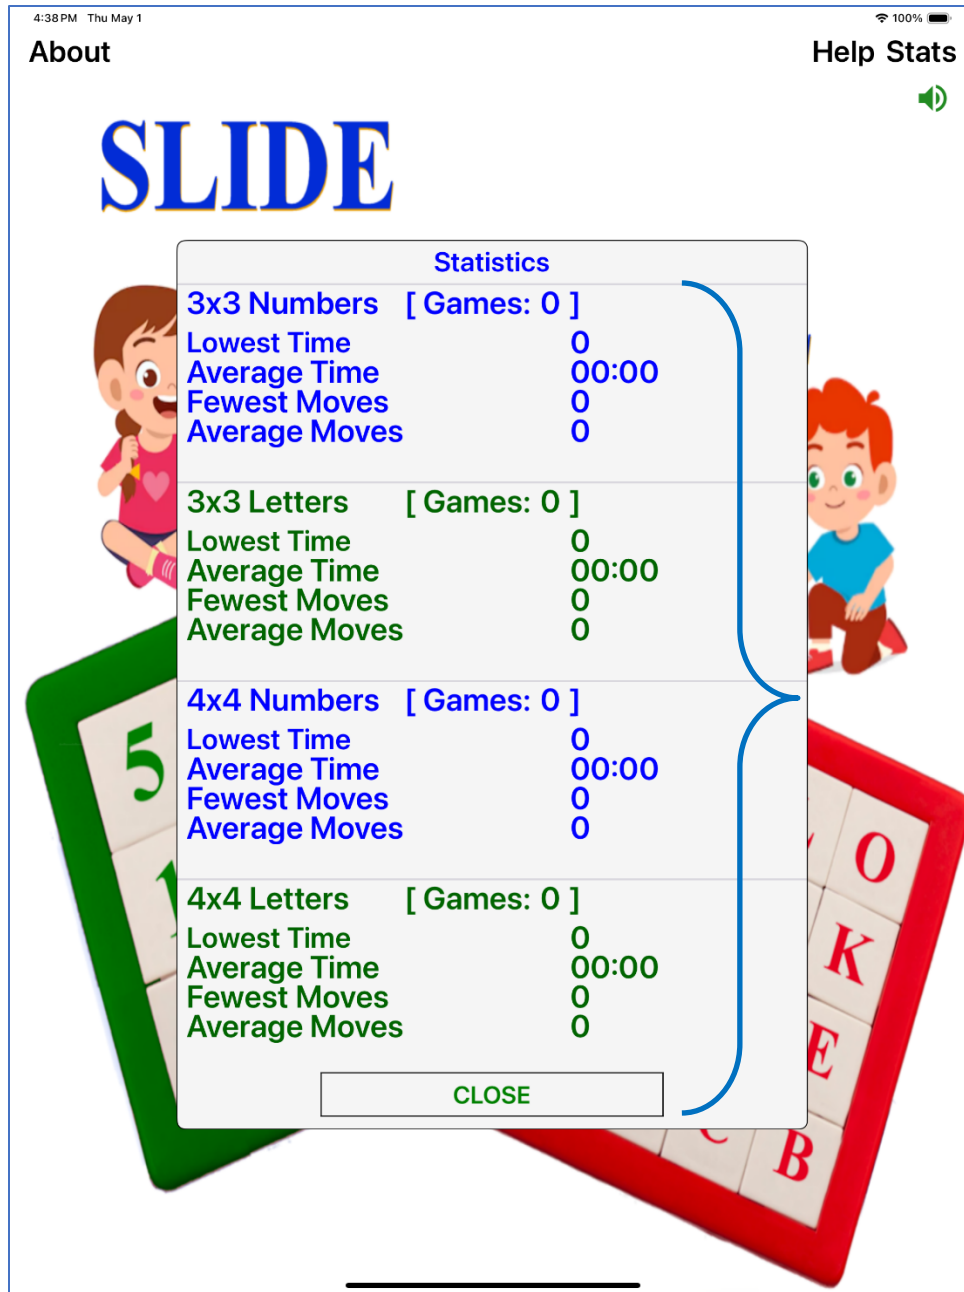 4:38 PM Thu May 1
100%
About
Help Stats
SLIDE
Statistics
3x3 Numbers [ Games: 0 ]
Lowest Time 0
Average Time 00:00
Fewest Moves 0
Average Moves 0
3x3 Letters [ Games: 0 ]
Lowest Time 0
Average Time 00:00
Fewest Moves 0
Average Moves 0
4x4 Numbers [ Games: 0 ]
Lowest Time 0
Average Time 00:00
Fewest Moves 0
Average Moves 0
4x4 Letters [ Games: 0 ]
Lowest Time 0
Average Time 00:00
Fewest Moves 0
Average Moves 0
CLOSE
5
1
O
K
E
C
B